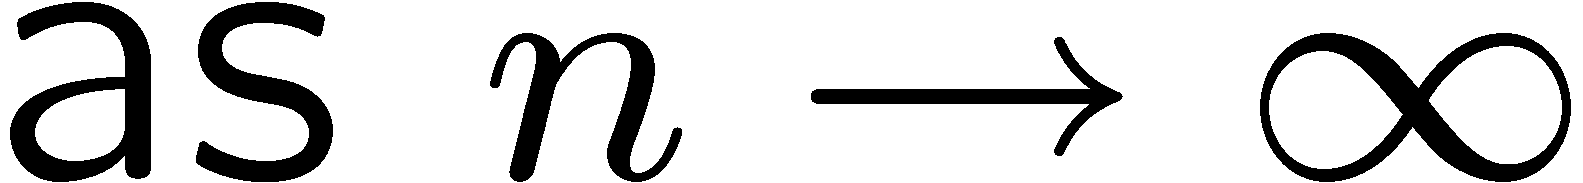 as n → ∞